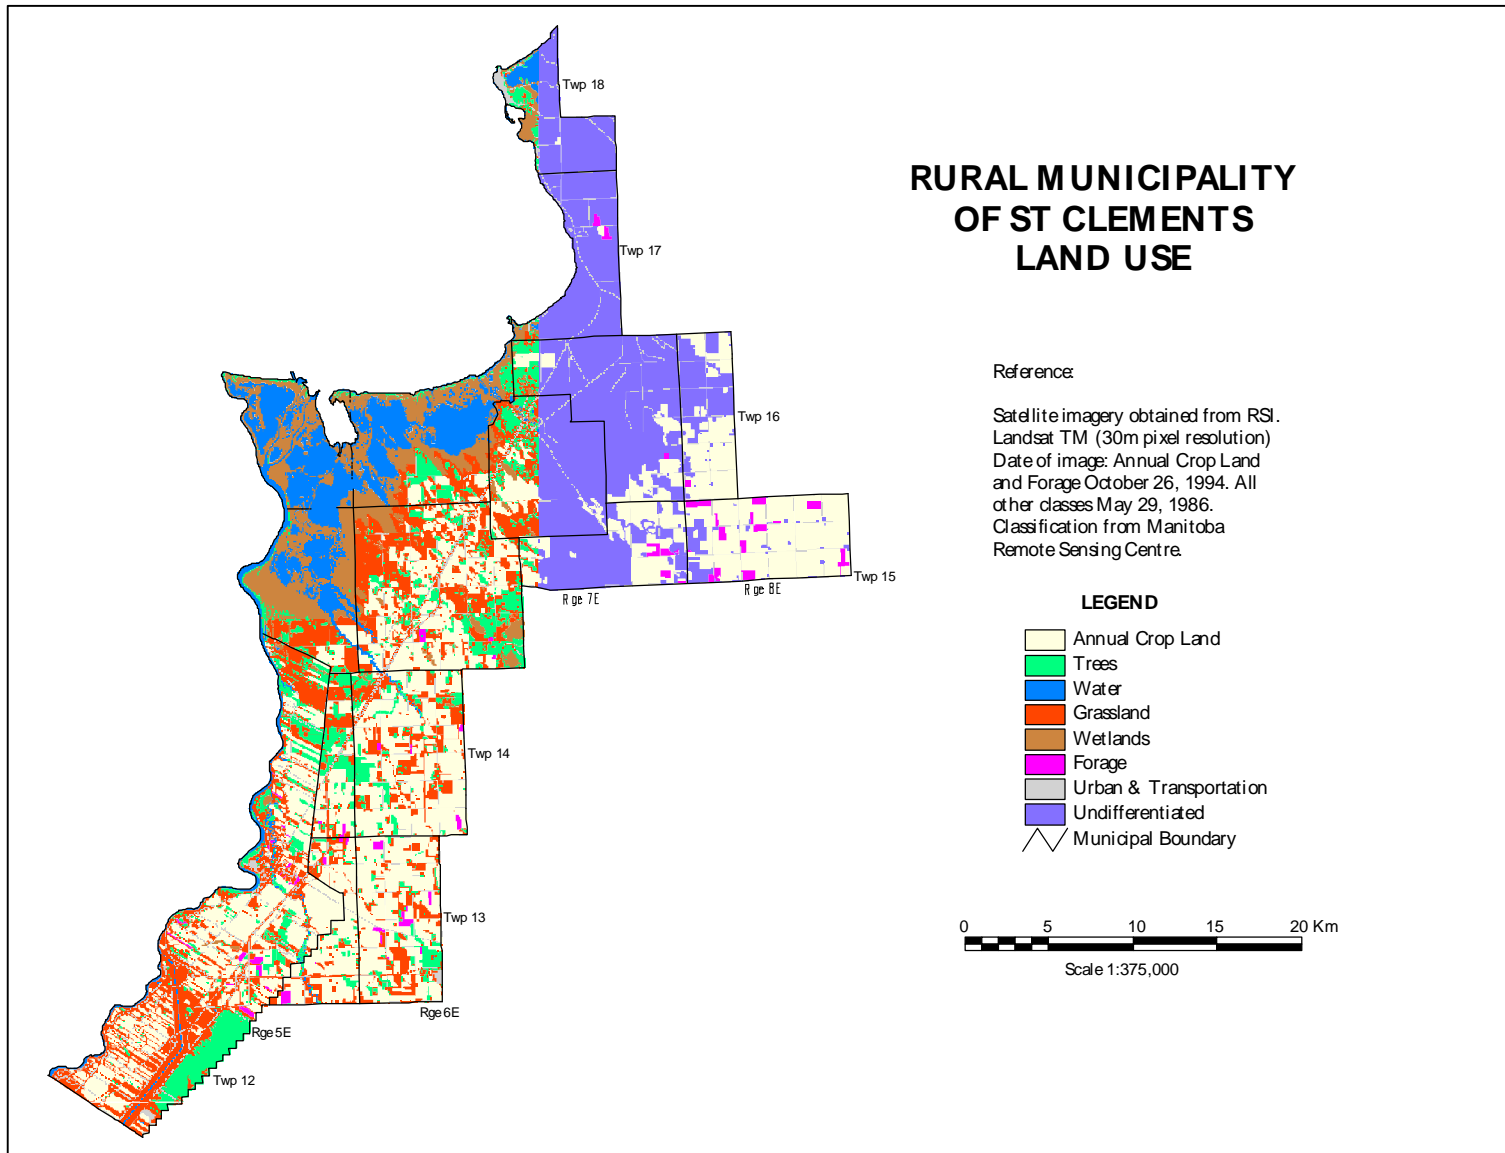 RURAL MUNICIPALITY
OF ST CLEMENTS
LAND USE
Twp 18
Twp 17
Twp 16
Twp 15
Rge 7E
Rge 8E
Twp 14
Twp 13
Rge 6E
Rge 5E
Twp 12
Reference:
Satellite imagery obtained from RSI.
Landsat TM (30m pixel resolution)
Date of image: Annual Crop Land
and Forage October 26, 1994. All
other classes May 29, 1986.
Classification from Manitoba
Remote Sensing Centre.
LEGEND
Annual Crop Land
Trees
Water
Grassland
Wetlands
Forage
Urban & Transportation
Undifferentiated
Municipal Boundary
0 5 10 15 20 Km
Scale 1:375,000